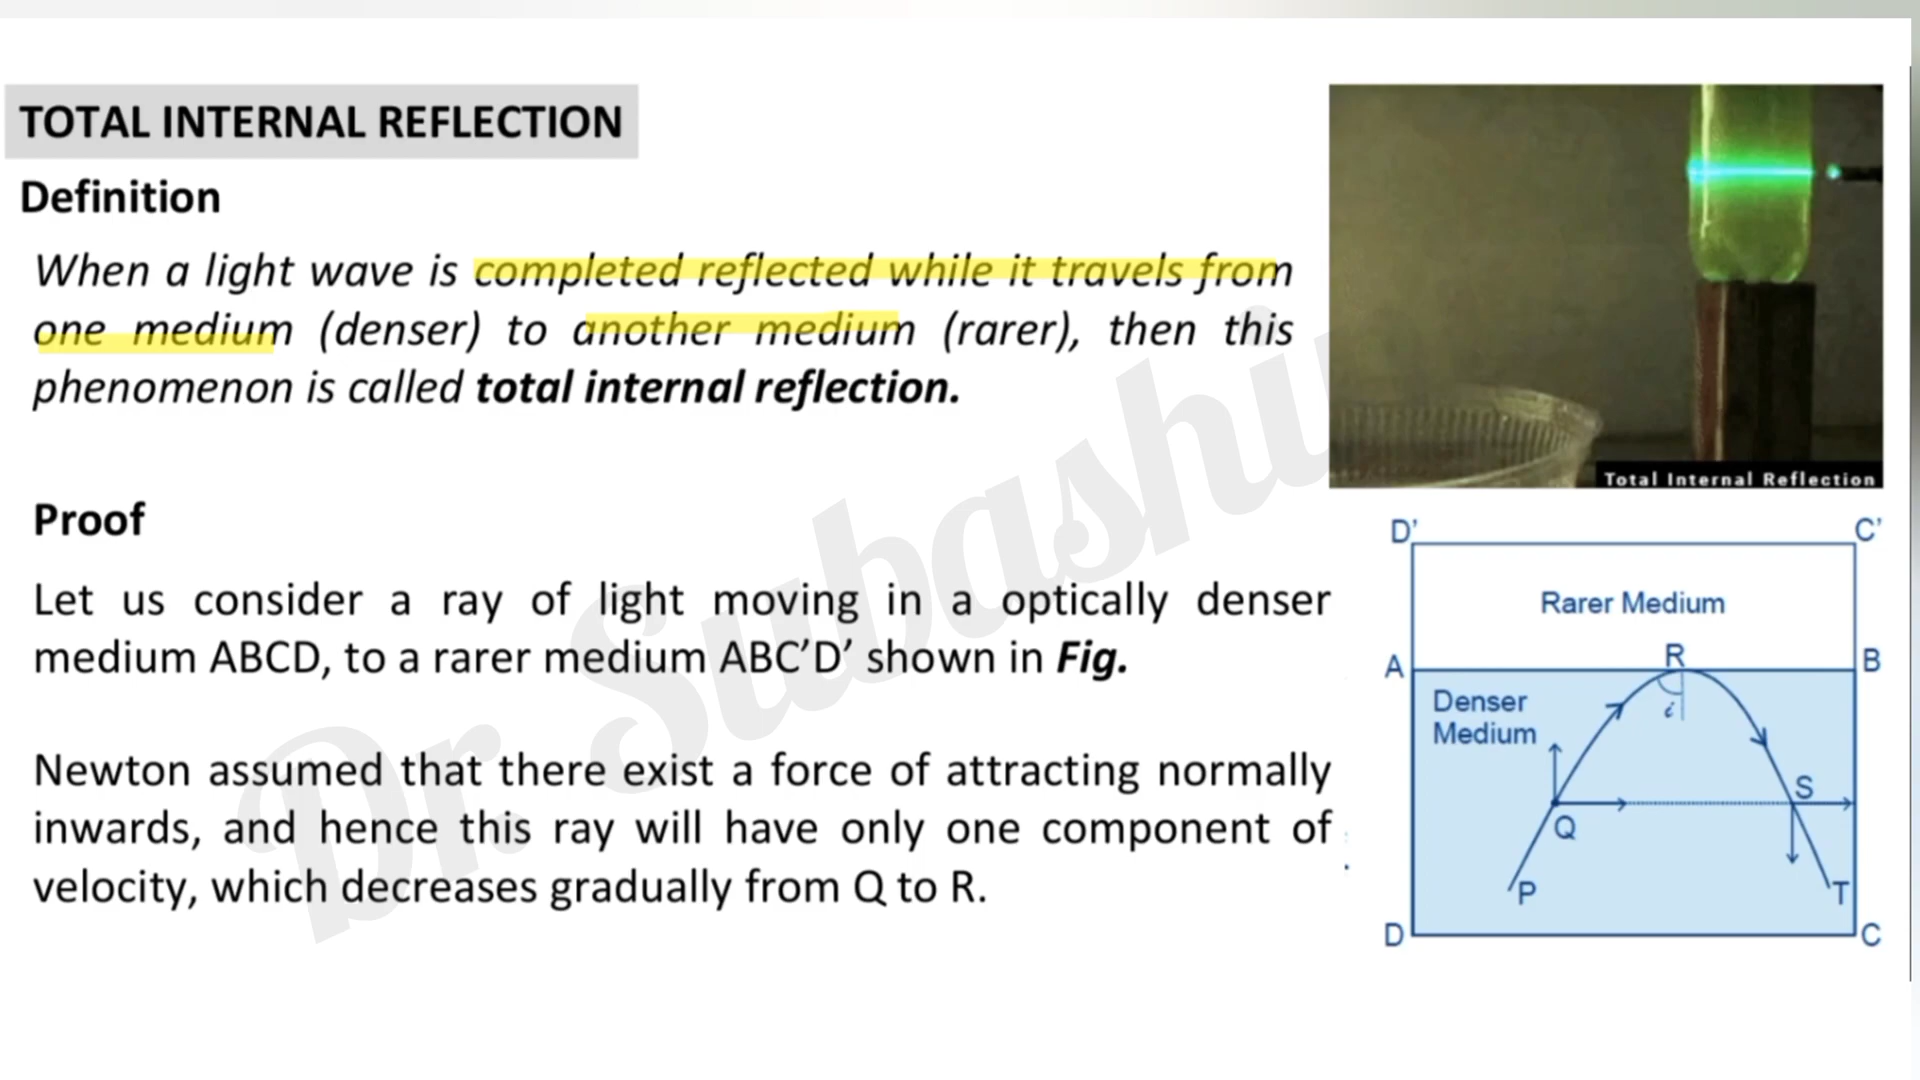 TOTAL INTERNAL REFLECTION
Definition
When a light wave is completed reflected while it travels from
one medium (denser) to another medium (rarer), then this
phenomenon is called total internal reflection.
Total Internal Reflection
Proof
Let us consider a ray of light moving in a optically denser
medium ABCD, to a rarer medium ABC’D’ shown in Fig.
Newton assumed that there exist a force of attracting normally
inwards, and hence this ray will have only one component of
velocity, which decreases gradually from Q to R.
D’ C’
Rarer Medium
A R B
Denser
Medium
i
S
Q
P T
D C
Dr. Subashi